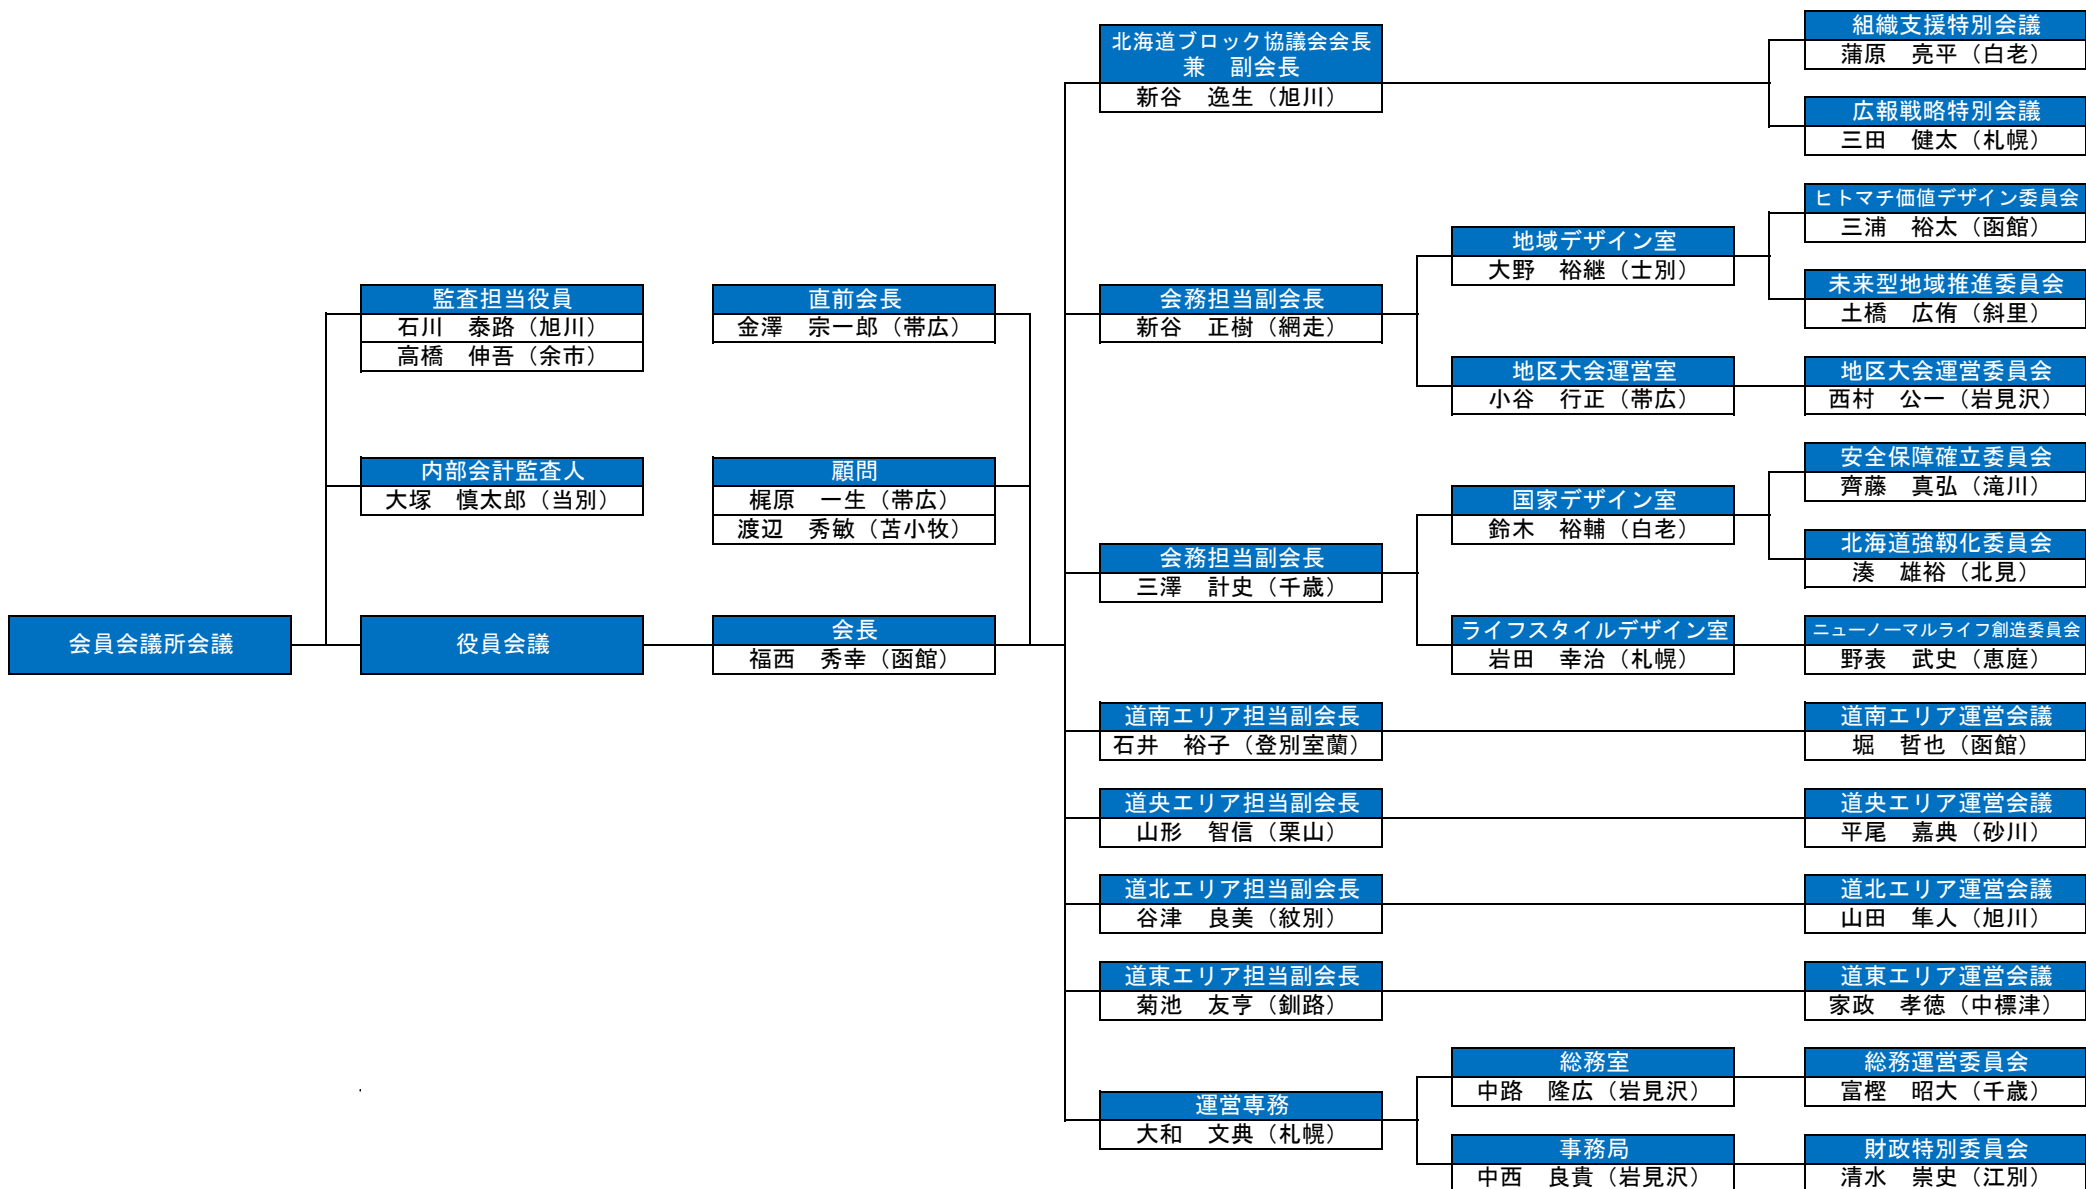 会員会議所会議
監査担当役員
石川　泰路（旭川）
高橋　伸吾（余市）
内部会計監査人
大塚　慎太郎（当別）
役員会議
直前会長
金澤　宗一郎（帯広）
顧問
梶原　一生（帯広）
渡辺　秀敏（苫小牧）
会長
福西　秀幸（函館）
北海道ブロック協議会会長
兼　副会長
新谷　逸生（旭川）
組織支援特別会議
蒲原　亮平（白老）
広報戦略特別会議
三田　健太（札幌）
会務担当副会長
新谷　正樹（網走）
地域デザイン室
大野　裕継（士別）
ヒトマチ価値デザイン委員会
三浦　裕太（函館）
未来型地域推進委員会
土橋　広侑（斜里）
地区大会運営室
小谷　行正（帯広）
地区大会運営委員会
西村　公一（岩見沢）
会務担当副会長
三澤　計史（千歳）
国家デザイン室
鈴木　裕輔（白老）
安全保障確立委員会
齊藤　真弘（滝川）
北海道強靱化委員会
湊　雄裕（北見）
ライフスタイルデザイン室
岩田　幸治（札幌）
ニューノーマルライフ創造委員会
野表　武史（恵庭）
道南エリア担当副会長
石井　裕子（登別室蘭）
道南エリア運営会議
堀　哲也（函館）
道央エリア担当副会長
山形　智信（栗山）
道央エリア運営会議
平尾　嘉典（砂川）
道北エリア担当副会長
谷津　良美（紋別）
道北エリア運営会議
山田　隼人（旭川）
道東エリア担当副会長
菊池　友亨（釧路）
道東エリア運営会議
家政　孝徳（中標津）
運営専務
大和　文典（札幌）
総務室
中路　隆広（岩見沢）
総務運営委員会
富樫　昭大（千歳）
事務局
中西　良貴（岩見沢）
財政特別委員会
清水　崇史（江別）